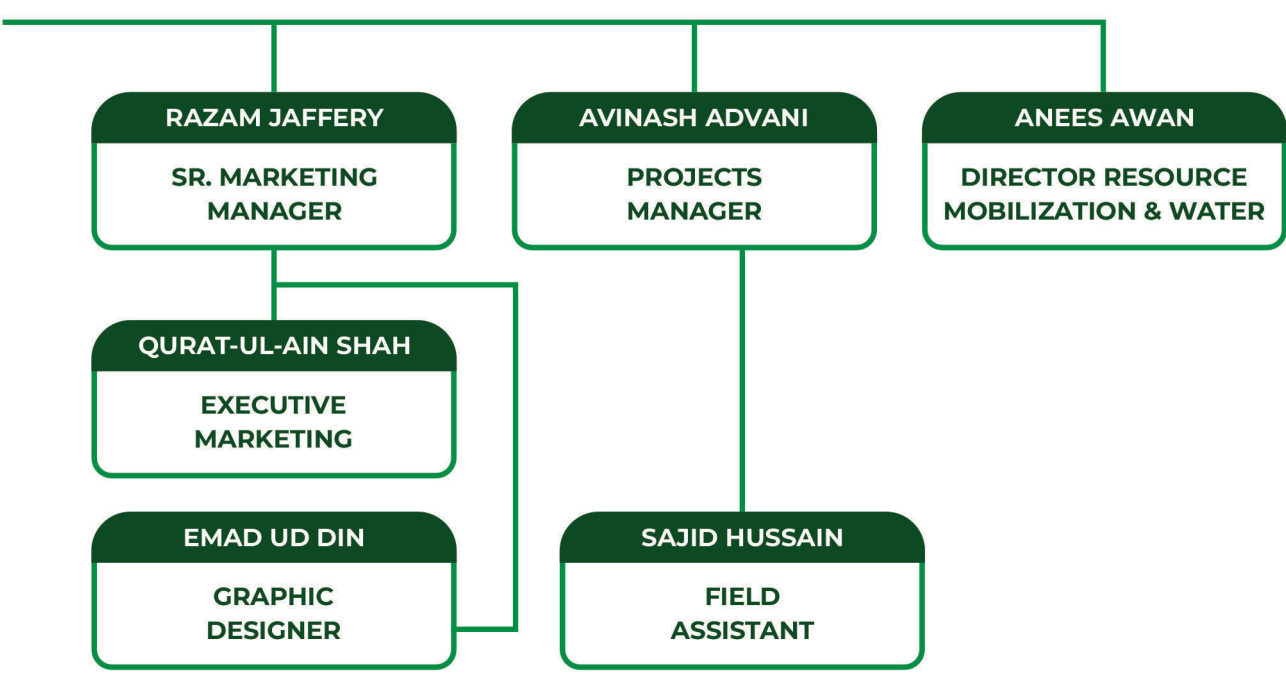 RAZAM JAFFERY
SR. MARKETING
MANAGER
AVINASH ADVANI
PROJECTS
MANAGER
ANEES AWAN
DIRECTOR RESOURCE
MOBILIZATION & WATER
QURAT-UL-AIN SHAH
EXECUTIVE
MARKETING
EMAD UD DIN
GRAPHIC
DESIGNER
SAJID HUSSAIN
FIELD
ASSISTANT